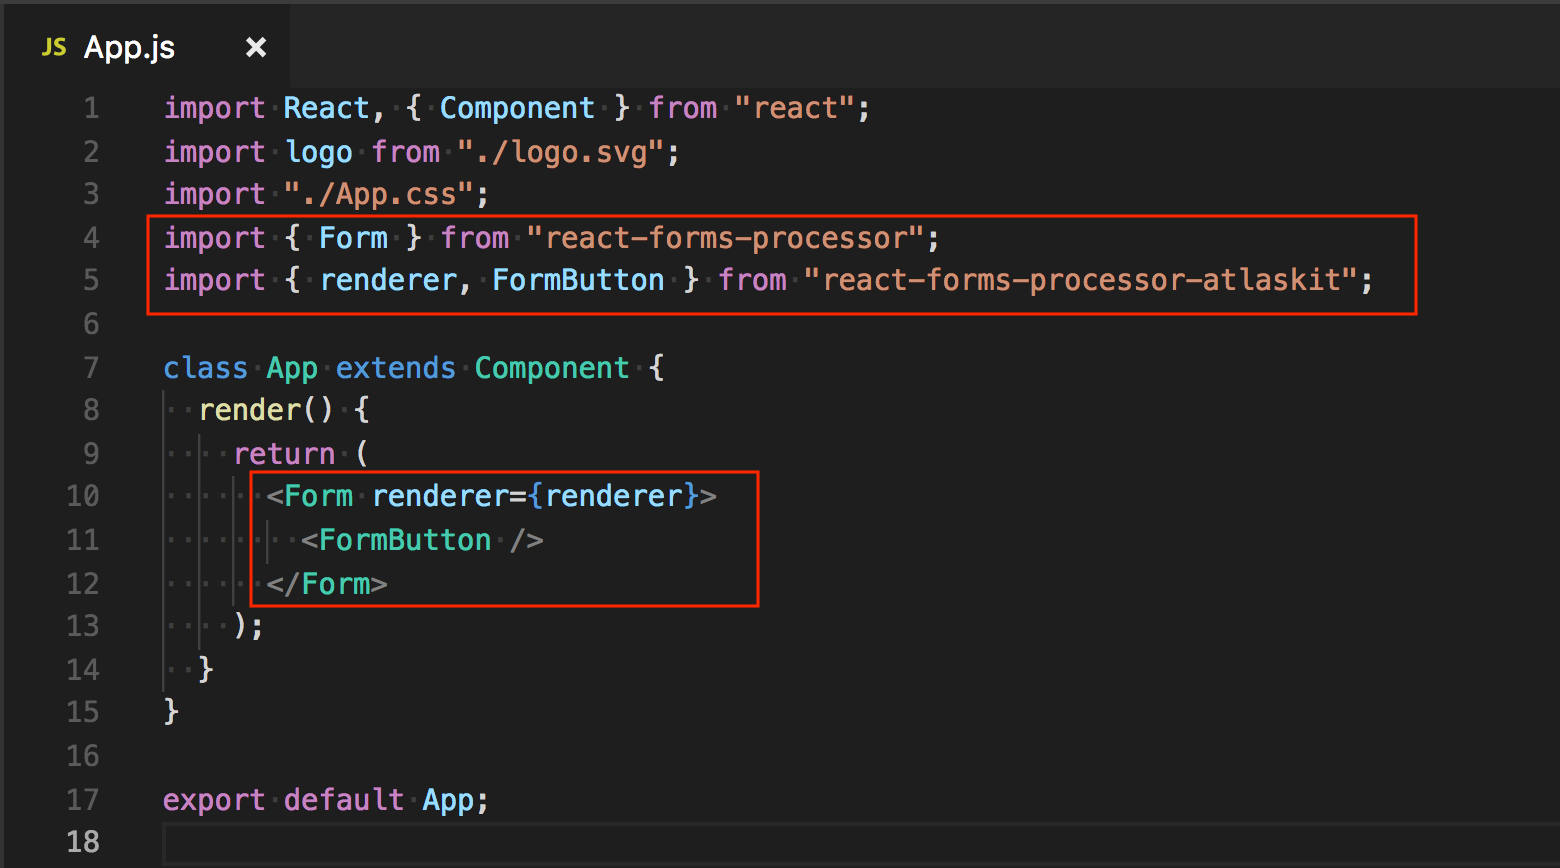 JS App.js ×
1 import React, { Component } from "react";
2 import logo from "./logo.svg";
3 import "./App.css";
4 import { Form } from "react-forms-processor";
5 import { renderer, FormButton } from "react-forms-processor-atlaskit";
6
7 class App extends Component {
8   render() {
9     return (
10       <Form renderer={renderer}>
11         <FormButton />
12       </Form>
13     );
14   }
15 }
16
17 export default App;
18